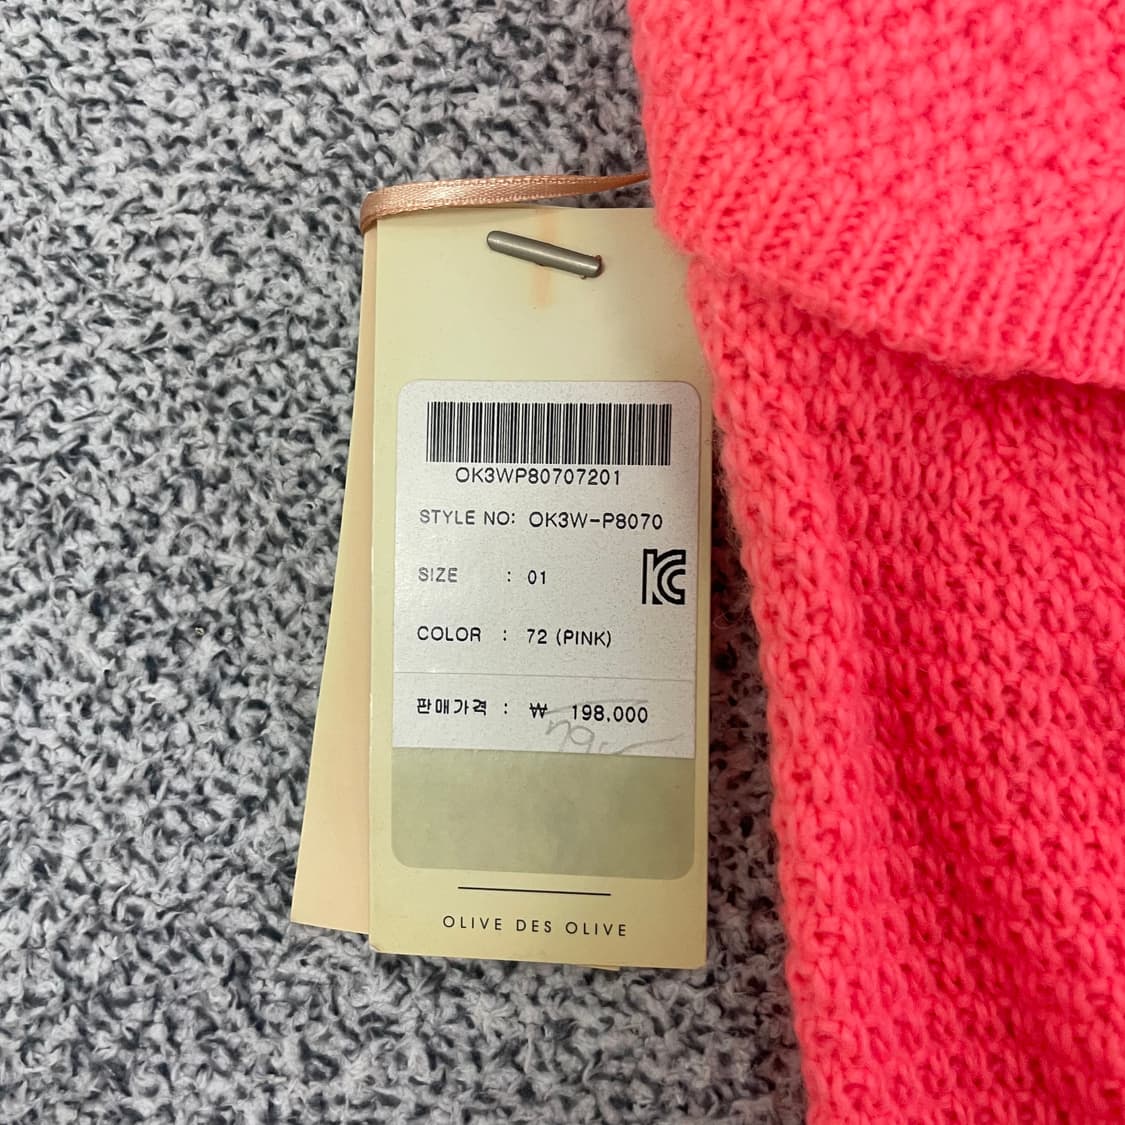 OK3WP80707201
STYLE NO: OK3W-P8070
SIZE : 01
KC
COLOR : 72 (PINK)
판매가격 : ₩ 198,000
OLIVE DES OLIVE